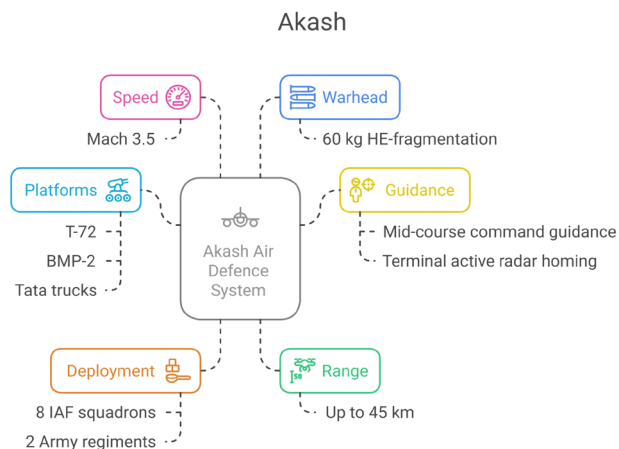 Akash
Speed
Mach 3.5
Warhead
60 kg HE-fragmentation
Platforms
T-72
BMP-2
Tata trucks
Guidance
Mid-course command guidance
Terminal active radar homing
Akash Air
Defence
System
Deployment
8 IAF squadrons
2 Army regiments
50
Range
Up to 45 km